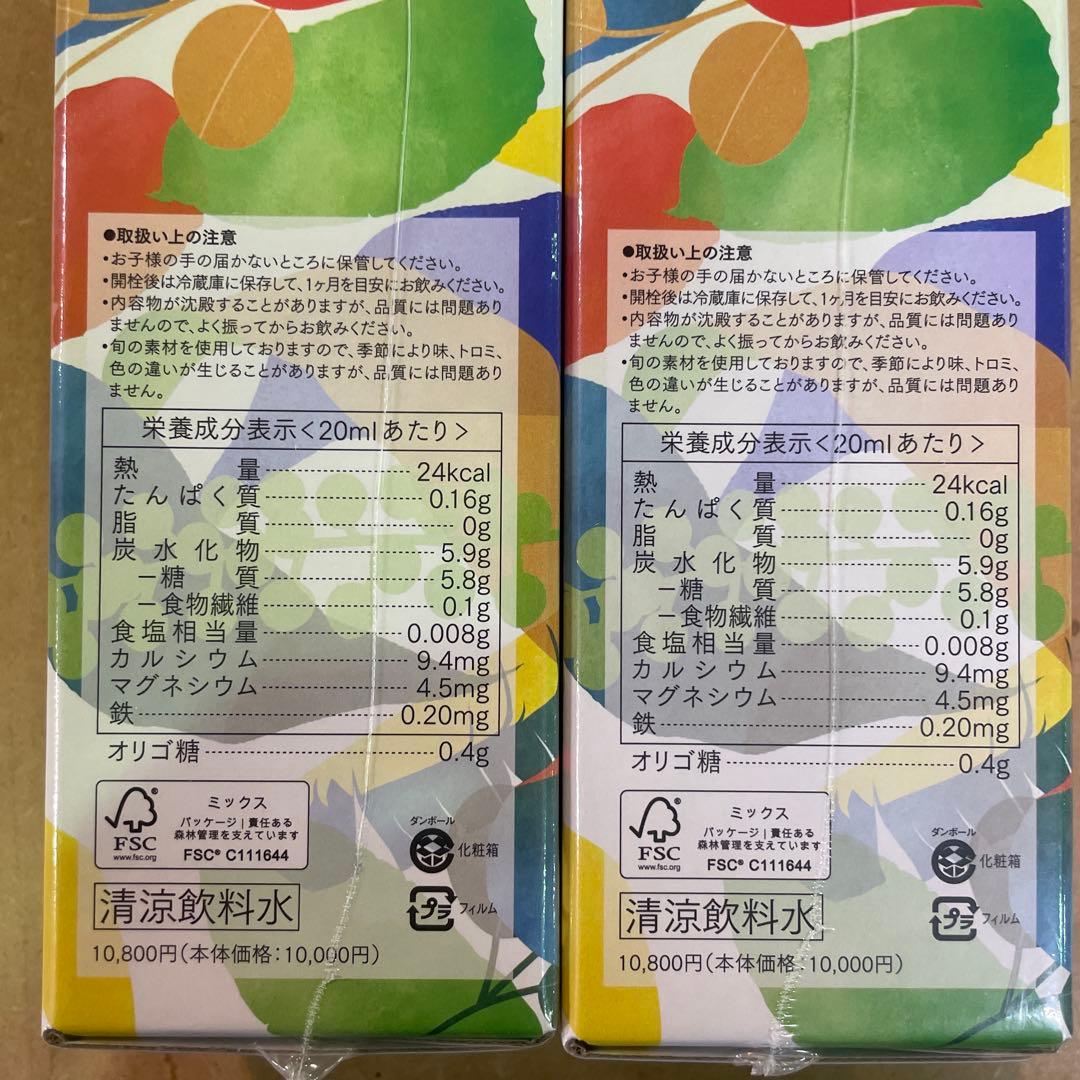 ●取扱い上の注意
・お子様の手の届かないところに保管してください。
・開栓後は冷蔵庫に保存して、1ヶ月を目安にお飲みください。
・内容物が沈殿することがありますが、品質には問題あり
ませんので、よく振ってからお飲みください。
・旬の素材を使用しておりますので、季節により味、トロミ、
色の違いが生じることがありますが、品質には問題あり
ません。
栄養成分表示<20mlあたり>
熱量 24kcal
たんぱく質 0.16g
脂質 0g
炭水化物 5.9g
－糖質 5.8g
－食物繊維 0.1g
食塩相当量 0.008g
カルシウム 9.4mg
マグネシウム 4.5mg
鉄 0.20mg
オリゴ糖 0.4g
FSC
www.fsc.org
ミックス
パッケージ|責任ある
森林管理を支えています
FSC® C111644
ダンボール
化粧箱
清涼飲料水
プラ
フィルム
10,800円(本体価格:10,000円)
●取扱い上の注意
・お子様の手の届かないところに保管してください。
・開栓後は冷蔵庫に保存して、1ヶ月を目安にお飲みください。
・内容物が沈殿することがありますが、品質には問題あり
ませんので、よく振ってからお飲みください。
・旬の素材を使用しておりますので、季節により味、トロミ、
色の違いが生じることがありますが、品質には問題あり
ません。
栄養成分表示<20mlあたり>
熱量 24kcal
たんぱく質 0.16g
脂質 0g
炭水化物 5.9g
－糖質 5.8g
－食物繊維 0.1g
食塩相当量 0.008g
カルシウム 9.4mg
マグネシウム 4.5mg
鉄 0.20mg
オリゴ糖 0.4g
FSC
www.fsc.org
ミックス
パッケージ|責任ある
森林管理を支えています
FSC® C111644
ダンボール
化粧箱
清涼飲料水
プラ
フィルム
10,800円(本体価格:10,000円)